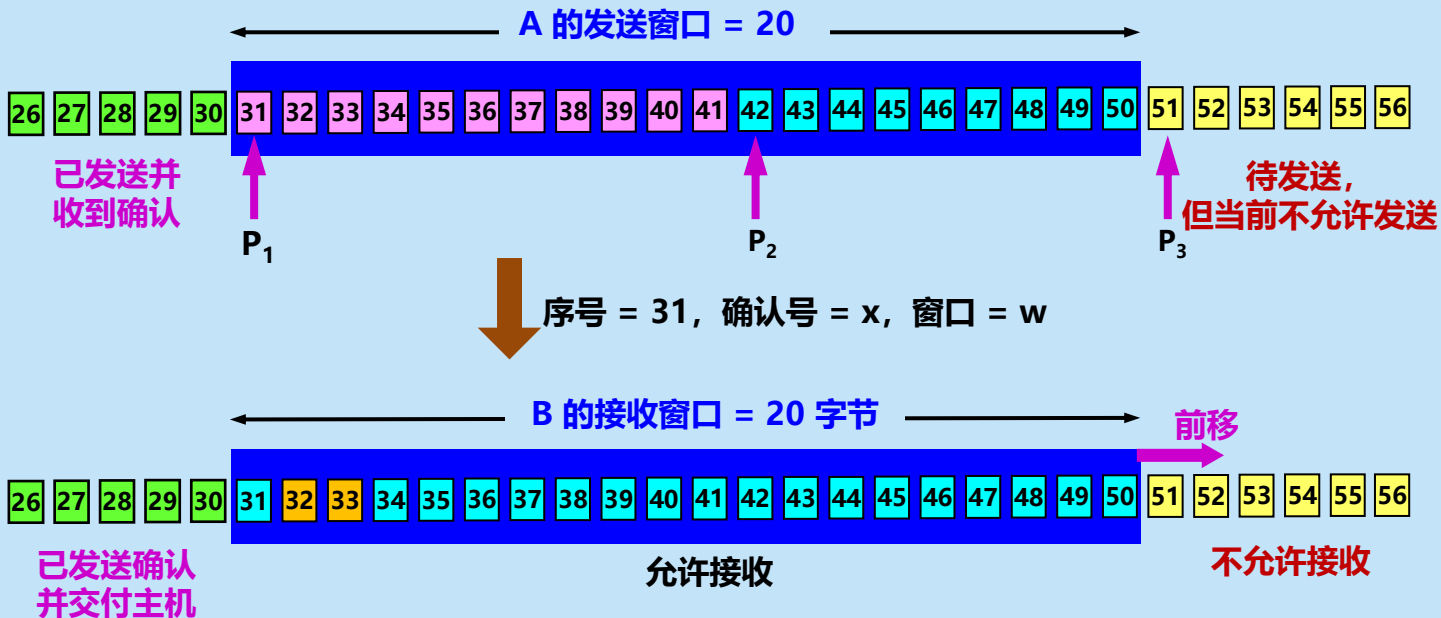 A 的发送窗口 = 20
26 27 28 29 30 31 32 33 34 35 36 37 38 39 40 41 42 43 44 45 46 47 48 49 50 51 52 53 54 55 56
已发送并
收到确认
待发送，
但当前不允许发送
P1
P2
P3
序号 = 31，确认号 = x，窗口 = w
B 的接收窗口 = 20 字节
前移
26 27 28 29 30 31 32 33 34 35 36 37 38 39 40 41 42 43 44 45 46 47 48 49 50 51 52 53 54 55 56
已发送确认
并交付主机
允许接收
不允许接收